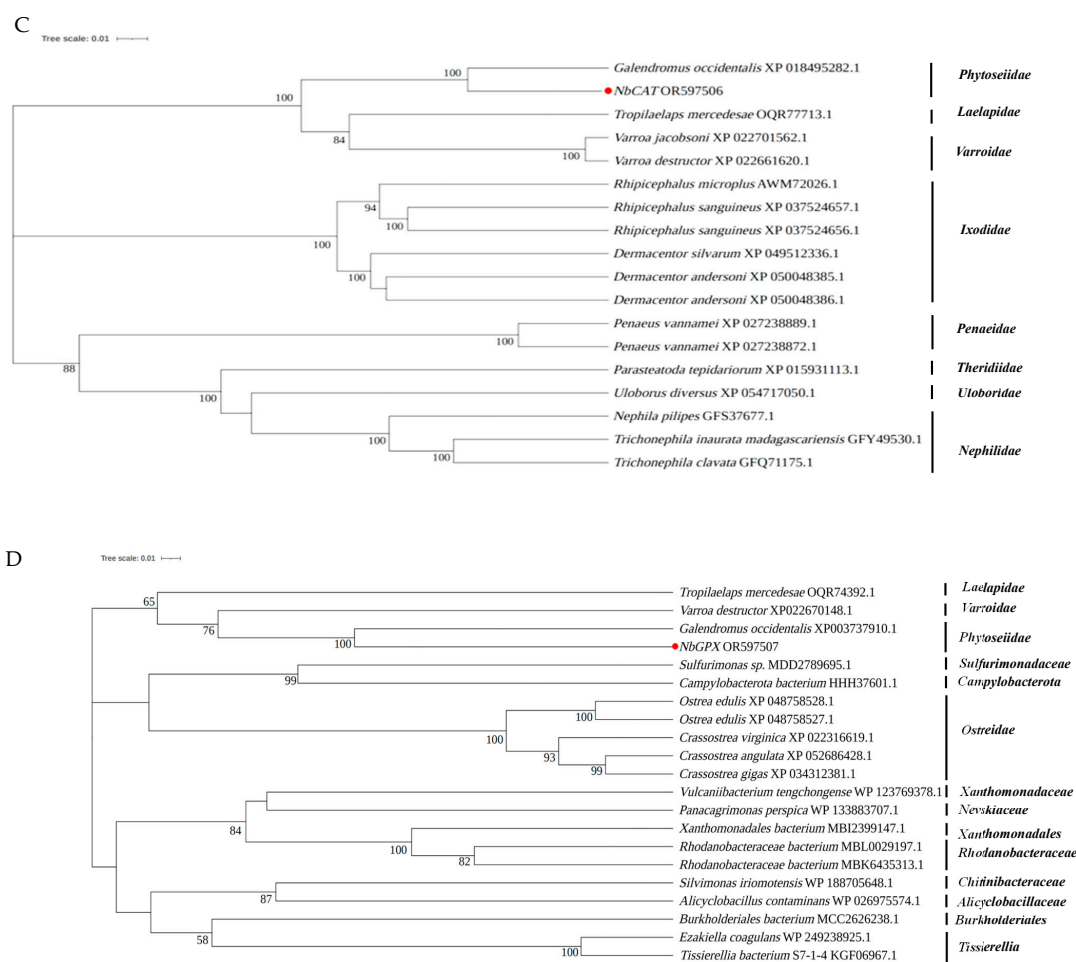 C
Tree scale: 0.01
Galendromus occidentalis XP 018495282.1
Phytoseiidae
100
NbCAT OR597506
100
Tropilaelaps mercedesae OQR77713.1
Laelapidae
84
Varroa jacobsoni XP 022701562.1
Varroidae
100
Varroa destructor XP 022661620.1
Rhipicephalus microplus AWM72026.1
94
Rhipicephalus sanguineus XP 037524657.1
100
Rhipicephalus sanguineus XP 037524656.1
Ixodidae
100
Dermacentor silvarum XP 049512336.1
100
Dermacentor andersoni XP 050048385.1
Dermacentor andersoni XP 050048386.1
Penaeus vannamei XP 027238889.1
Penaeidae
100
Penaeus vannamei XP 027238872.1
88
Parasteatoda tepidariorum XP 015931113.1
Theridiidae
100
Uloborus diversus XP 054717050.1
Uloboridae
Nephila pilipes GFS37677.1
100
Trichonephila inaurata madagascariensis GFY49530.1
Nephilidae
100
Trichonephila clavata GFQ71175.1
D
Tree scale: 0.01
Tropilaelaps mercedesae OQR74392.1
Laelapidae
65
Varroa destructor XP022670148.1
Varroidae
76
Galendromus occidentalis XP003737910.1
Phytoseiidae
100
NbGPX OR597507
Sulfurimonas sp. MDD2789695.1
Sulfurimonadaceae
99
Campylobacterota bacterium HHH37601.1
Campylobacterota
Ostrea edulis XP 048758528.1
100
Ostrea edulis XP 048758527.1
Ostreidae
100
Crassostrea virginica XP 022316619.1
93
Crassostrea angulata XP 052686428.1
99
Crassostrea gigas XP 034312381.1
Vulcaniibacterium tengchongense WP 123769378.1
Xanthomonadaceae
Panacagrimonas perspica WP 133883707.1
Nevskiaceae
84
Xanthomonadales bacterium MBI2399147.1
Xanthomonadales
100
Rhodanobacteraceae bacterium MBL0029197.1
Rhodanobacteraceae
82
Rhodanobacteraceae bacterium MBK6435313.1
Silvimonas iriomotensis WP 188705648.1
Chitinibacteraceae
87
Alicyclobacillus contaminans WP 026975574.1
Alicyclobacillaceae
Burkholderiales bacterium MCC2626238.1
Burkholderiales
58
Ezakiella coagulans WP 249238925.1
Tissierellia
100
Tissierellia bacterium S7-1-4 KGF06967.1